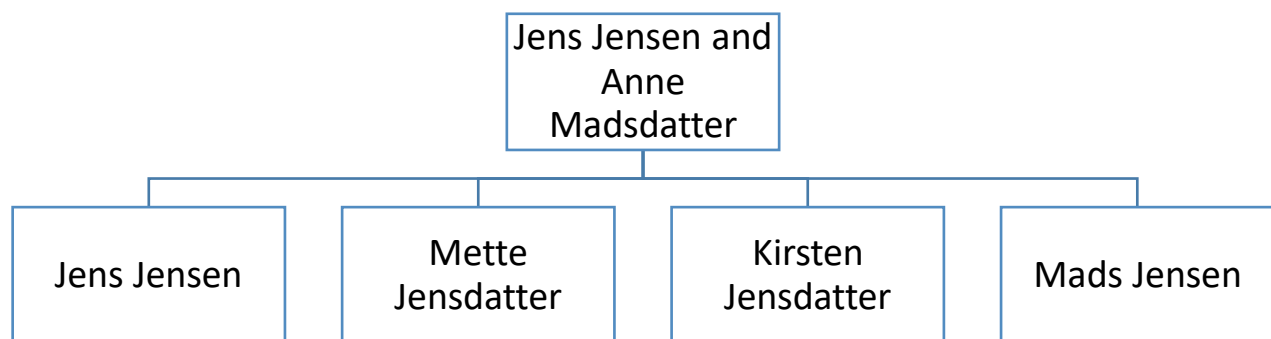 Jens Jensen and
Anne
Madsdatter
Jens Jensen
Mette
Jensdatter
Kirsten
Jensdatter
Mads Jensen